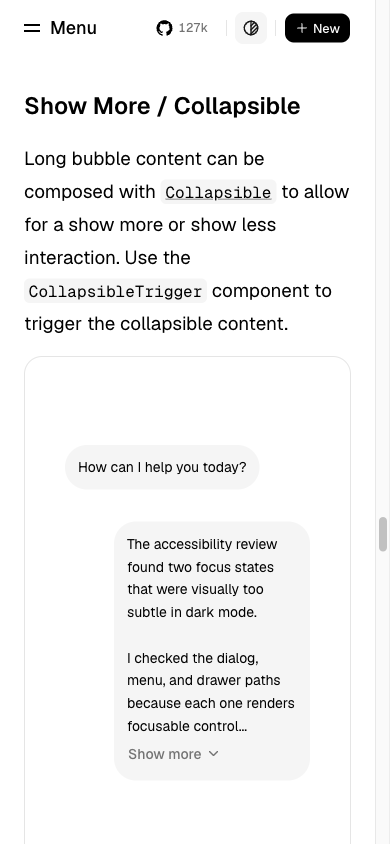 Menu 127k + New
Show More / Collapsible
Long bubble content can be
composed with Collapsible to allow
for a show more or show less
interaction. Use the
CollapsibleTrigger component to
trigger the collapsible content.
How can I help you today?
The accessibility review
found two focus states
that were visually too
subtle in dark mode.
I checked the dialog,
menu, and drawer paths
because each one renders
focusable control...
Show more